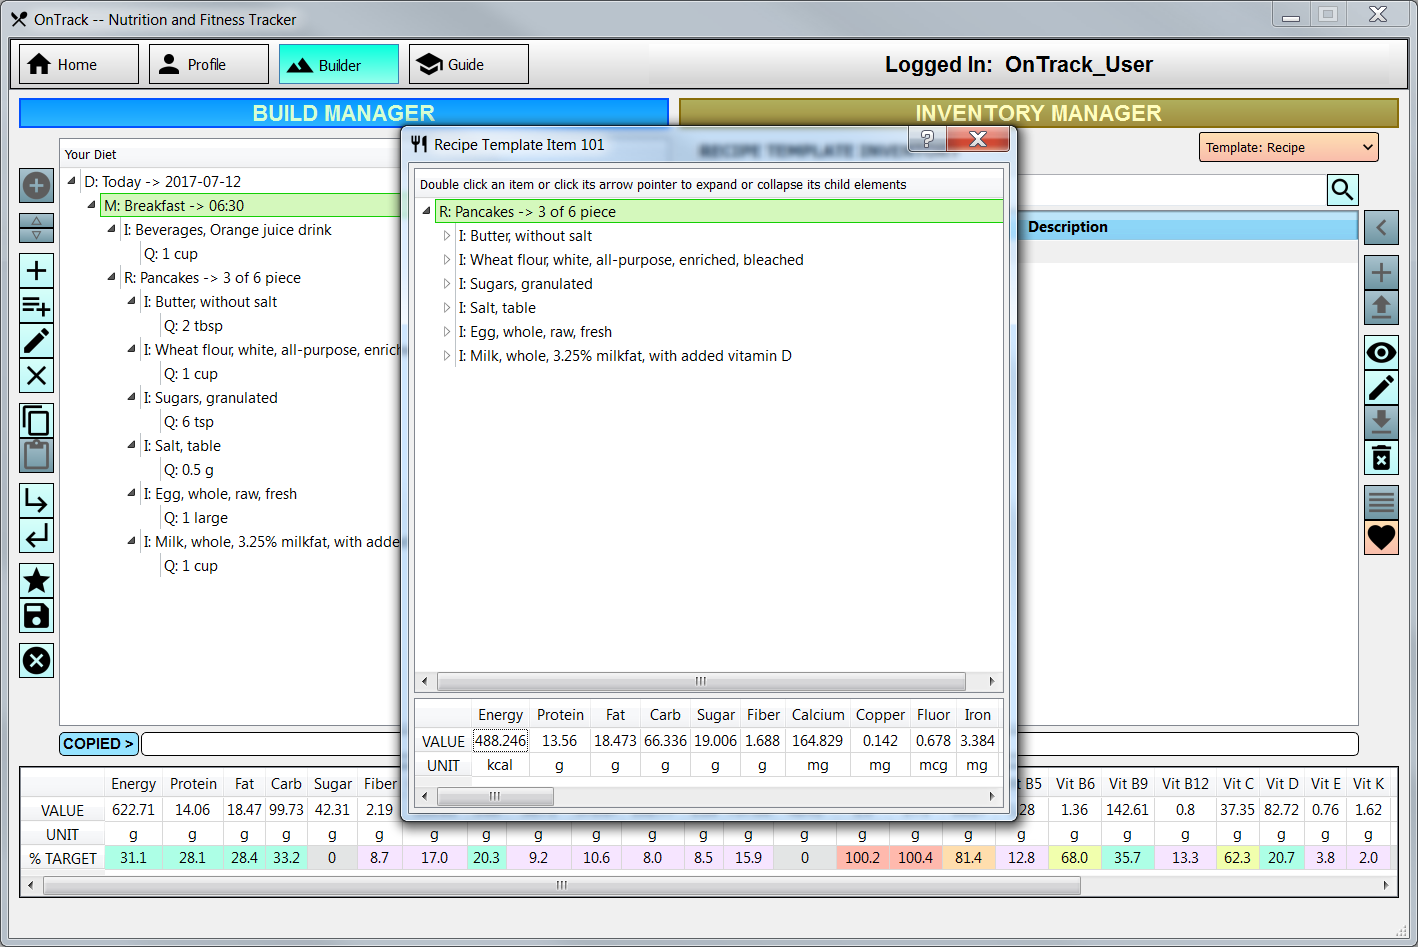 OnTrack -- Nutrition and Fitness Tracker
Home Profile Builder Guide Logged In: OnTrack_User
BUILD MANAGER INVENTORY MANAGER
Your Diet
Template: Recipe
D: Today -> 2017-07-12
M: Breakfast -> 06:30
I: Beverages, Orange juice drink
Q: 1 cup
R: Pancakes -> 3 of 6 piece
I: Butter, without salt
Q: 2 tbsp
I: Wheat flour, white, all-purpose, enrich
Q: 1 cup
I: Sugars, granulated
Q: 6 tsp
I: Salt, table
Q: 0.5 g
I: Egg, whole, raw, fresh
Q: 1 large
I: Milk, whole, 3.25% milkfat, with adde
Q: 1 cup
Recipe Template Item 101
RECIPE TEMPLATE INVENTORY
Double click an item or click its arrow pointer to expand or collapse its child elements
R: Pancakes -> 3 of 6 piece
I: Butter, without salt
I: Wheat flour, white, all-purpose, enriched, bleached
I: Sugars, granulated
I: Salt, table
I: Egg, whole, raw, fresh
I: Milk, whole, 3.25% milkfat, with added vitamin D
Energy Protein Fat Carb Sugar Fiber Calcium Copper Fluor Iron
VALUE 488.246 13.56 18.473 66.336 19.006 1.688 164.829 0.142 0.678 3.384
UNIT kcal g g g g g mg mg mcg mg
Description
COPIED >
Energy Protein Fat Carb Sugar Fiber t B5 Vit B6 Vit B9 Vit B12 Vit C Vit D Vit E Vit K
VALUE 622.71 14.06 18.47 99.73 42.31 2.19 28 1.36 142.61 0.8 37.35 82.72 0.76 1.62
UNIT g g g g g g g g g g g g g g g g g g g g g g g g
% TARGET 31.1 28.1 28.4 33.2 0 8.7 17.0 20.3 9.2 10.6 8.0 8.5 15.9 0 100.2 100.4 81.4 12.8 68.0 35.7 13.3 62.3 20.7 3.8 2.0